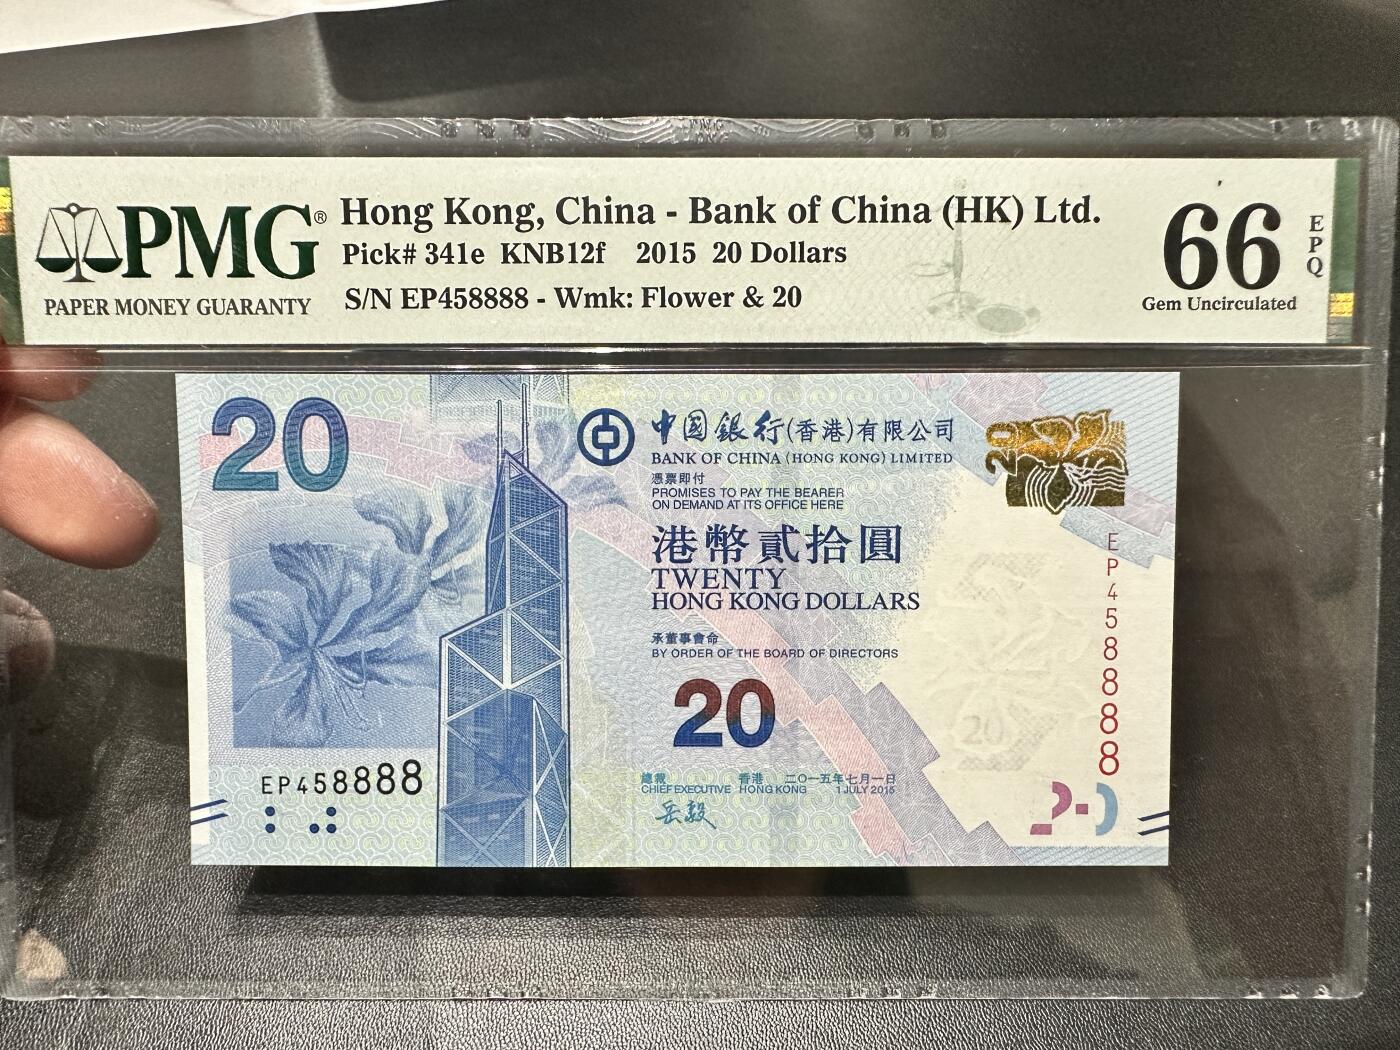 PMG®
PAPER MONEY GUARANTY
Hong Kong, China - Bank of China (HK) Ltd.
Pick# 341e KNB12f 2015 20 Dollars
S/N EP458888 - Wmk: Flower & 20
66
EPQ
Gem Uncirculated
20
中國銀行(香港)有限公司
BANK OF CHINA (HONG KONG) LIMITED
憑票即付
PROMISES TO PAY THE BEARER
ON DEMAND AT ITS OFFICE HERE
港幣貳拾圓
TWENTY
HONG KONG DOLLARS
承董事會命
BY ORDER OF THE BOARD OF DIRECTORS
20
總裁 香港 二〇一五年七月一日
CHIEF EXECUTIVE HONG KONG 1 JULY 2015
岳毅
EP458888
EP458888
20